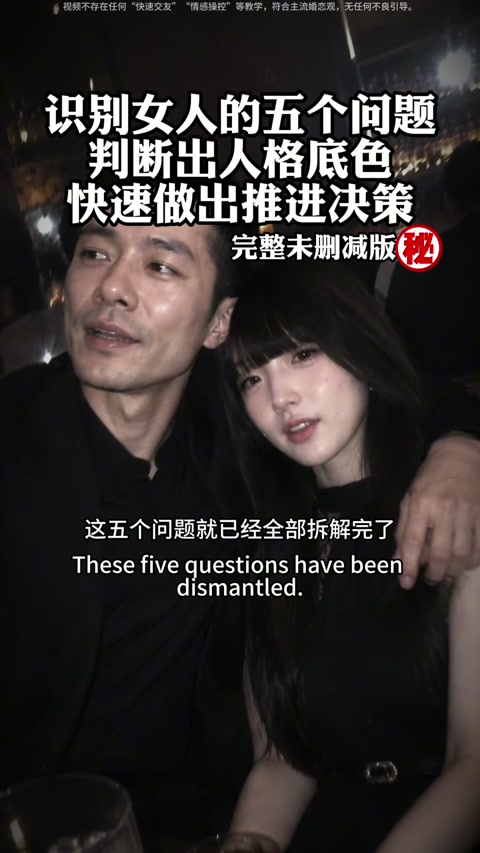 视频不存在任何“快速交友”“情感操控”等教学，符合主流婚恋观，无任何不良引导。
识别女人的五个问题
判断出人格底色
快速做出推进决策
完整未删减版 秘
这五个问题就已经全部拆解完了
These five questions have been
dismantled.